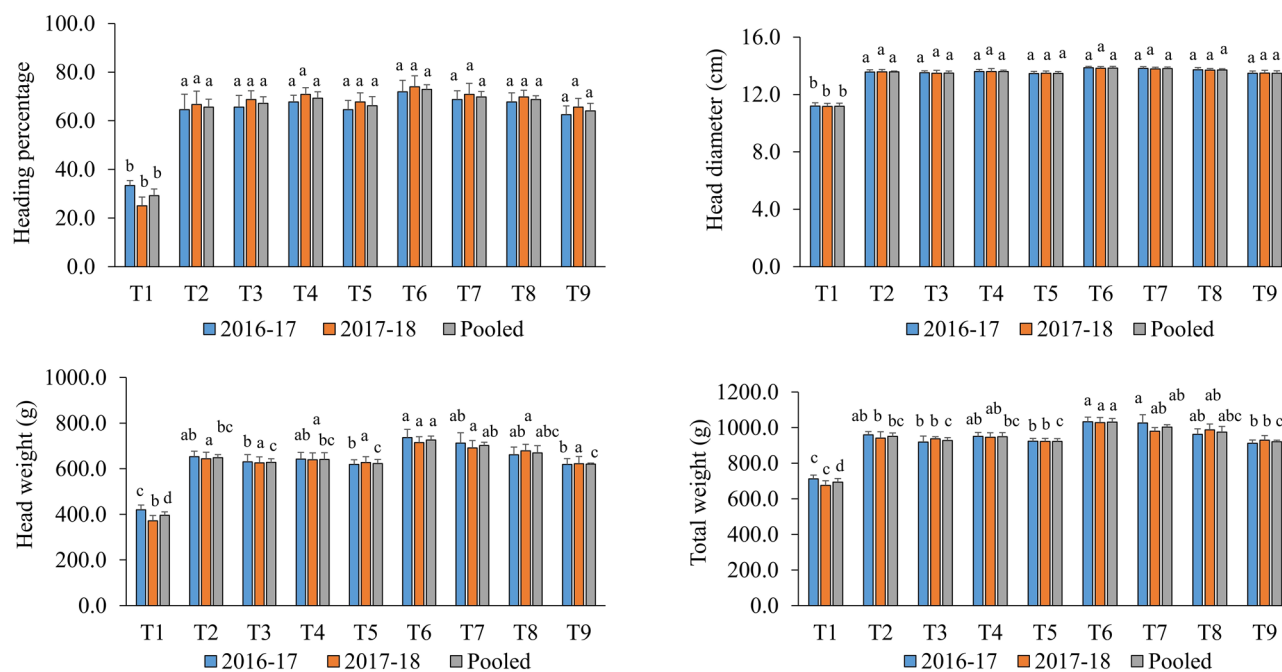 Heading percentage
100.0
80.0
60.0
40.0
20.0
0.0
b b b
a a a
a a a
a a a
a a a
a a a
a a a
a a a
a a a
T1 T2 T3 T4 T5 T6 T7 T8 T9
2016-17 2017-18 Pooled
Head diameter (cm)
16.0
12.0
8.0
4.0
0.0
b b b
a a a
a a a
a a a
a a a
a a a
a a a
a a a
a a a
T1 T2 T3 T4 T5 T6 T7 T8 T9
2016-17 2017-18 Pooled
Head weight (g)
1000.0
800.0
600.0
400.0
200.0
0.0
c b d
ab a bc
b a c
ab a bc
b a c
a a a
ab a ab
ab a abc
b a c
T1 T2 T3 T4 T5 T6 T7 T8 T9
2016-17 2017-18 Pooled
Total weight (g)
1200.0
1000.0
800.0
600.0
400.0
200.0
0.0
c c d
ab b bc
b b c
ab ab bc
b b c
a a a
a ab ab
ab ab abc
b b c
T1 T2 T3 T4 T5 T6 T7 T8 T9
2016-17 2017-18 Pooled